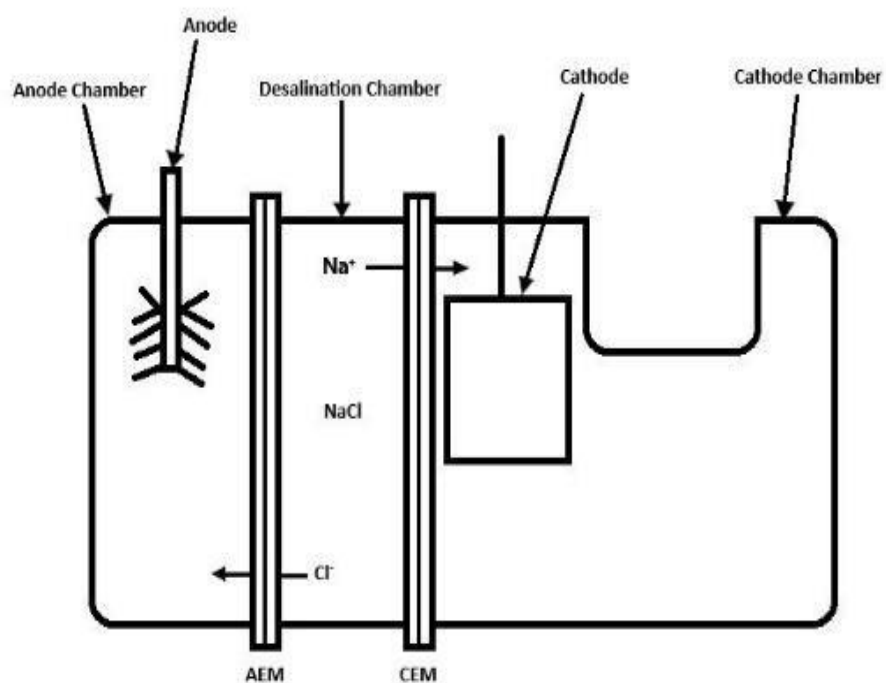 Anode
Anode Chamber
Desalination Chamber
Cathode
Cathode Chamber
Na⁺
NaCl
Cl⁻
AEM
CEM